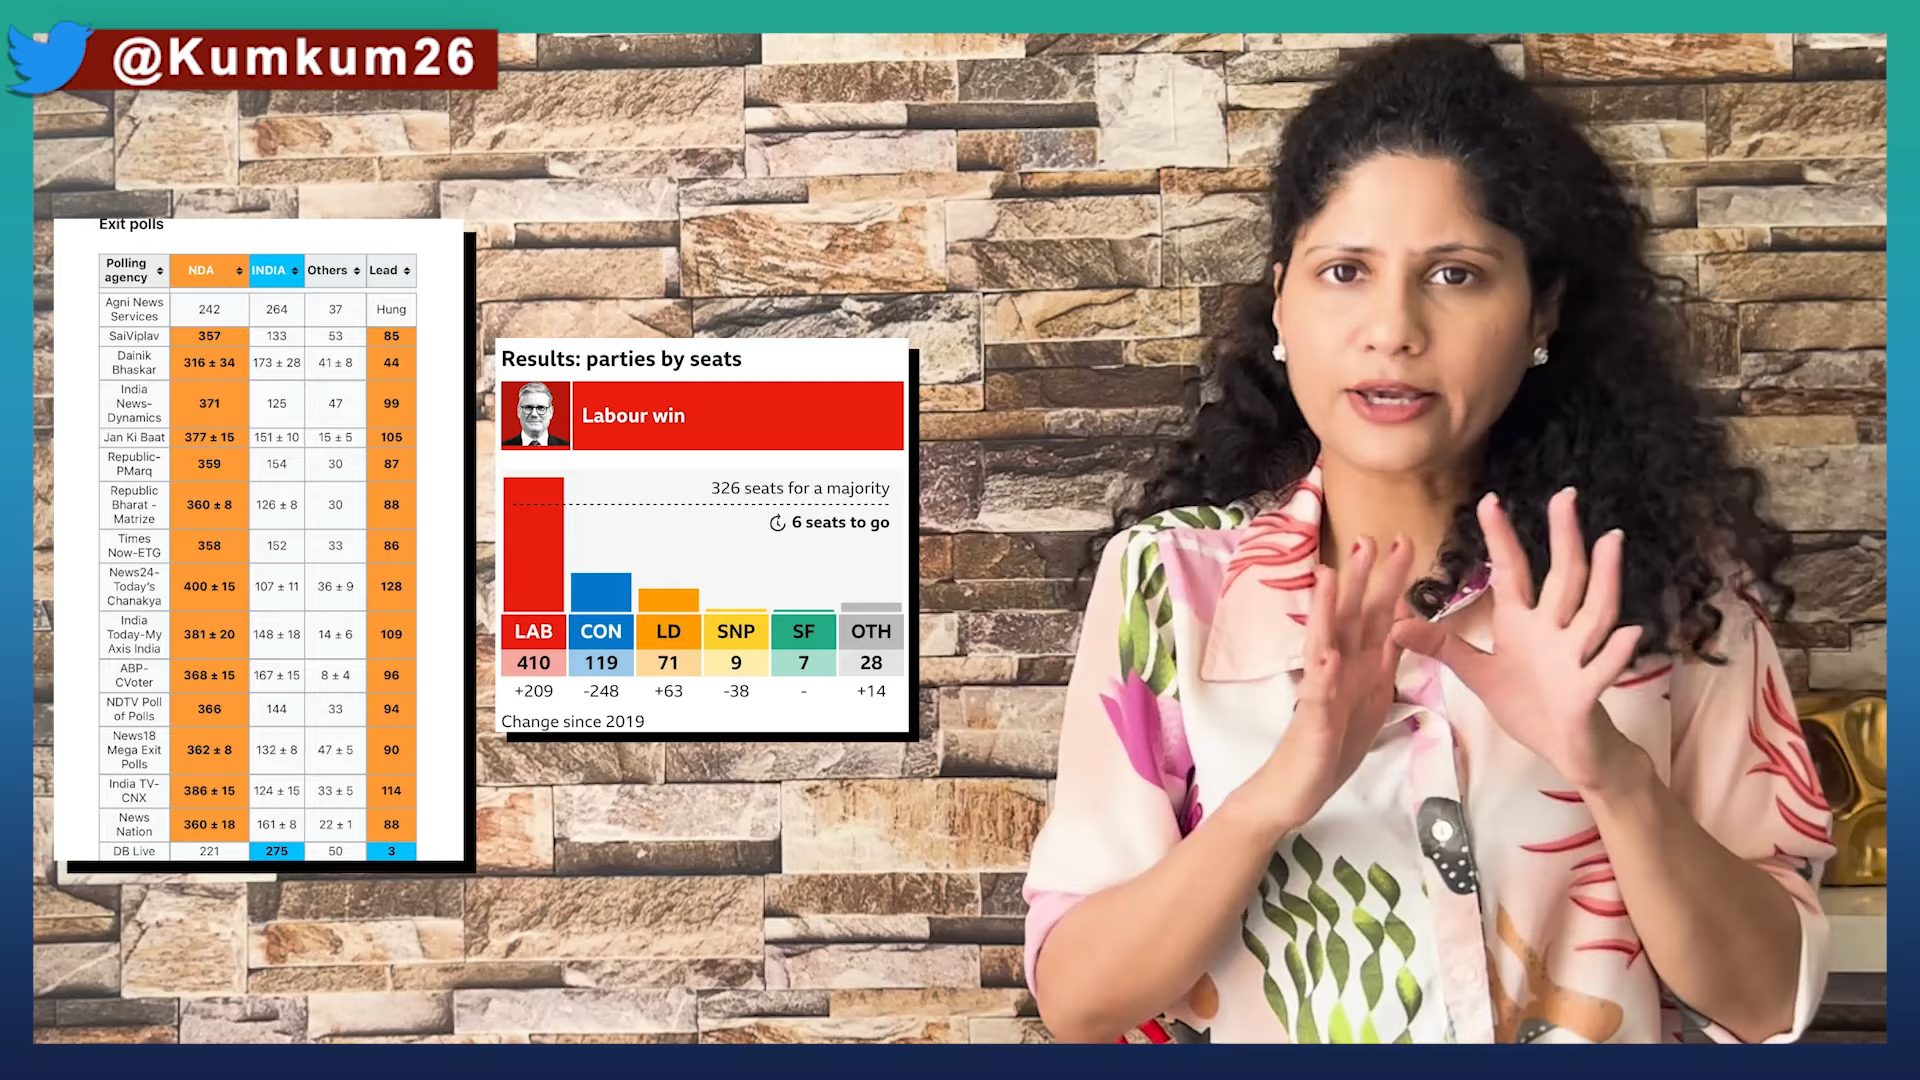 @Kumkum26
Exit polls
Polling agency NDA INDIA Others Lead
Agni News Services 242 264 37 Hung
SaiViplav 357 133 53 85
Dainik Bhaskar 316 ± 34 173 ± 28 41 ± 8 44
India News-Dynamics 371 125 47 99
Jan Ki Baat 377 ± 15 151 ± 10 15 ± 5 105
Republic-PMarq 359 154 30 87
Republic Bharat - Matrize 360 ± 8 126 ± 8 30 88
Times Now-ETG 358 152 33 86
News24-Today's Chanakya 400 ± 15 107 ± 11 36 ± 9 128
India Today-My Axis India 381 ± 20 148 ± 18 14 ± 6 109
ABP-CVoter 368 ± 15 167 ± 15 8 ± 4 96
NDTV Poll of Polls 366 144 33 94
News18 Mega Exit Polls 362 ± 8 132 ± 8 47 ± 5 90
India TV-CNX 386 ± 15 124 ± 15 33 ± 5 114
News Nation 360 ± 18 161 ± 8 22 ± 1 88
DB Live 221 275 50 3
Results: parties by seats
Labour win
326 seats for a majority
6 seats to go
LAB CON LD SNP SF OTH
410 119 71 9 7 28
+209 -248 +63 -38 - +14
Change since 2019